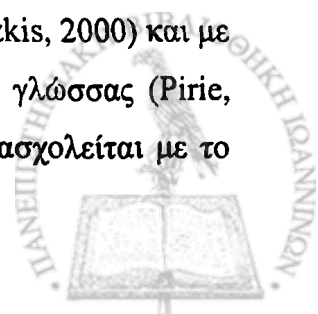 kis, 2000) και με
γλώσσας (Pirie,
ασχολείται με το